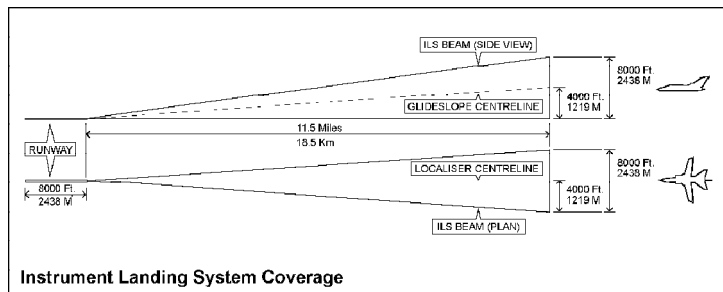 ILS BEAM (SIDE VIEW)
8000 Ft.
2438 M
4000 Ft.
1219 M
GLIDESLOPE CENTRELINE
11.5 Miles
18.5 Km
RUNWAY
LOCALISER CENTRELINE
8000 Ft.
2438 M
8000 Ft.
2438 M
4000 Ft.
1219 M
ILS BEAM (PLAN)
Instrument Landing System Coverage